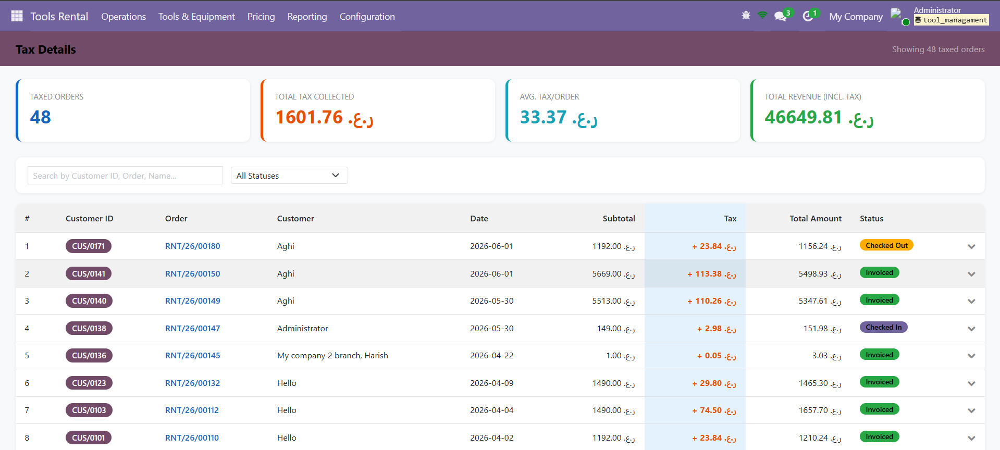 Tools Rental Operations Tools & Equipment Pricing Reporting Configuration 3 1 My Company Administrator
tool_managament
Tax Details Showing 48 taxed orders
TAXED ORDERS
48
TOTAL TAX COLLECTED
1601.76 ر.ع.
AVG. TAX/ORDER
33.37 ر.ع.
TOTAL REVENUE (INCL. TAX)
46649.81 ر.ع.
Search by Customer ID, Order, Name... All Statuses
# Customer ID Order Customer Date Subtotal Tax Total Amount Status
1 CUS/0171 RNT/26/00180 Aghi 2026-06-01 1192.00 ر.ع. + 23.84 ر.ع. 1156.24 ر.ع. Checked Out
2 CUS/0141 RNT/26/00150 Aghi 2026-06-01 5669.00 ر.ع. + 113.38 ر.ع. 5498.93 ر.ع. Invoiced
3 CUS/0140 RNT/26/00149 Aghi 2026-05-30 5513.00 ر.ع. + 110.26 ر.ع. 5347.61 ر.ع. Invoiced
4 CUS/0138 RNT/26/00147 Administrator 2026-05-30 149.00 ر.ع. + 2.98 ر.ع. 151.98 ر.ع. Checked In
5 CUS/0136 RNT/26/00145 My company 2 branch, Harish 2026-04-22 1.00 ر.ع. + 0.05 ر.ع. 3.03 ر.ع. Invoiced
6 CUS/0123 RNT/26/00132 Hello 2026-04-09 1490.00 ر.ع. + 29.80 ر.ع. 1465.30 ر.ع. Invoiced
7 CUS/0103 RNT/26/00112 Hello 2026-04-04 1490.00 ر.ع. + 74.50 ر.ع. 1657.70 ر.ع. Invoiced
8 CUS/0101 RNT/26/00110 Hello 2026-04-02 1192.00 ر.ع. + 23.84 ر.ع. 1210.24 ر.ع. Invoiced